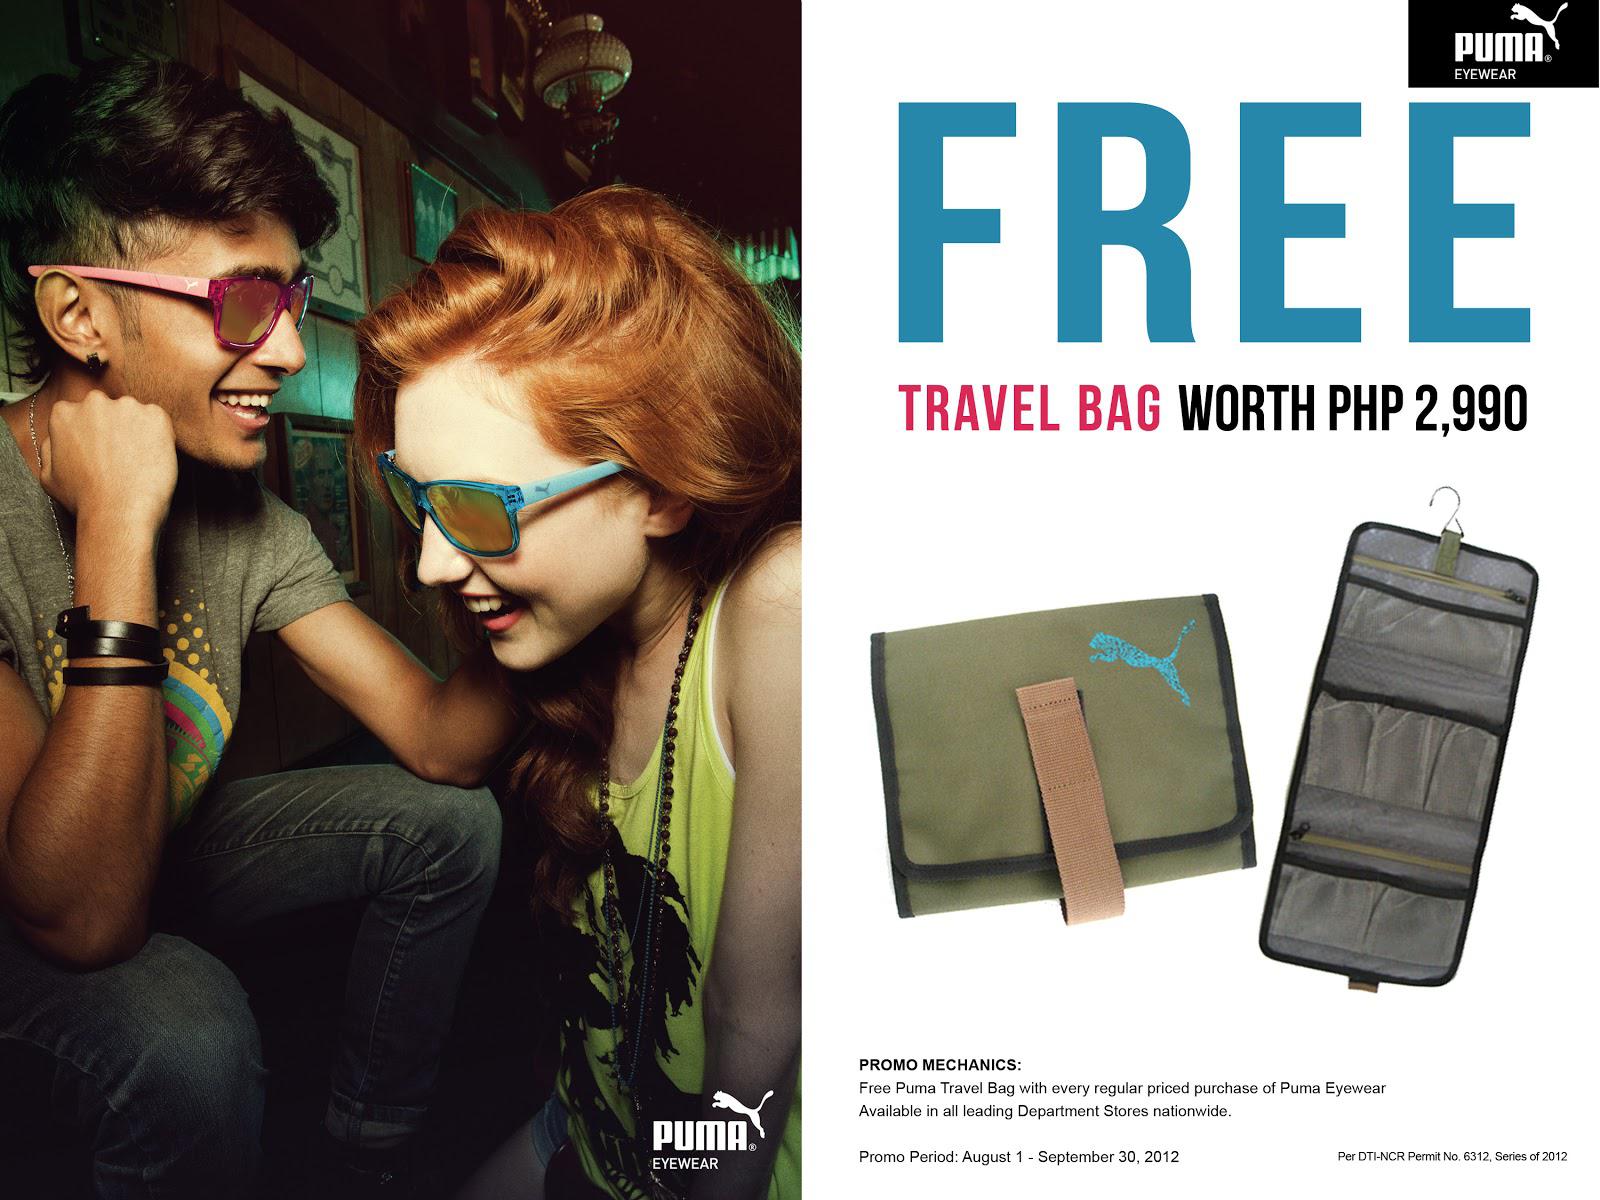 PUMA®
EYEWEAR
PUMA®
EYEWEAR
FREE
TRAVEL BAG WORTH PHP 2,990
PROMO MECHANICS:
Free Puma Travel Bag with every regular priced purchase of Puma Eyewear
Available in all leading Department Stores nationwide.
Promo Period: August 1 - September 30, 2012
Per DTI-NCR Permit No. 6312, Series of 2012